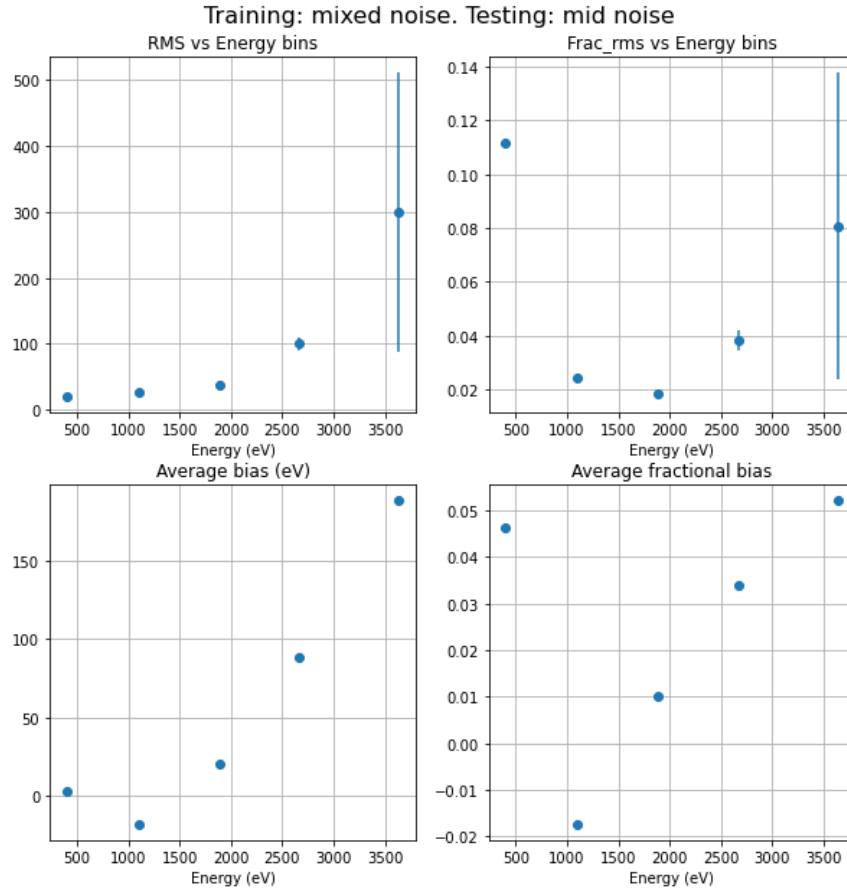 Training: mixed noise. Testing: mid noise
RMS vs Energy bins
500
400
300
200
100
0
500 1000 1500 2000 2500 3000 3500
Energy (eV)
Frac_rms vs Energy bins
0.14
0.12
0.10
0.08
0.06
0.04
0.02
500 1000 1500 2000 2500 3000 3500
Energy (eV)
Average bias (eV)
150
100
50
0
500 1000 1500 2000 2500 3000 3500
Energy (eV)
Average fractional bias
0.05
0.04
0.03
0.02
0.01
0.00
−0.01
−0.02
500 1000 1500 2000 2500 3000 3500
Energy (eV)